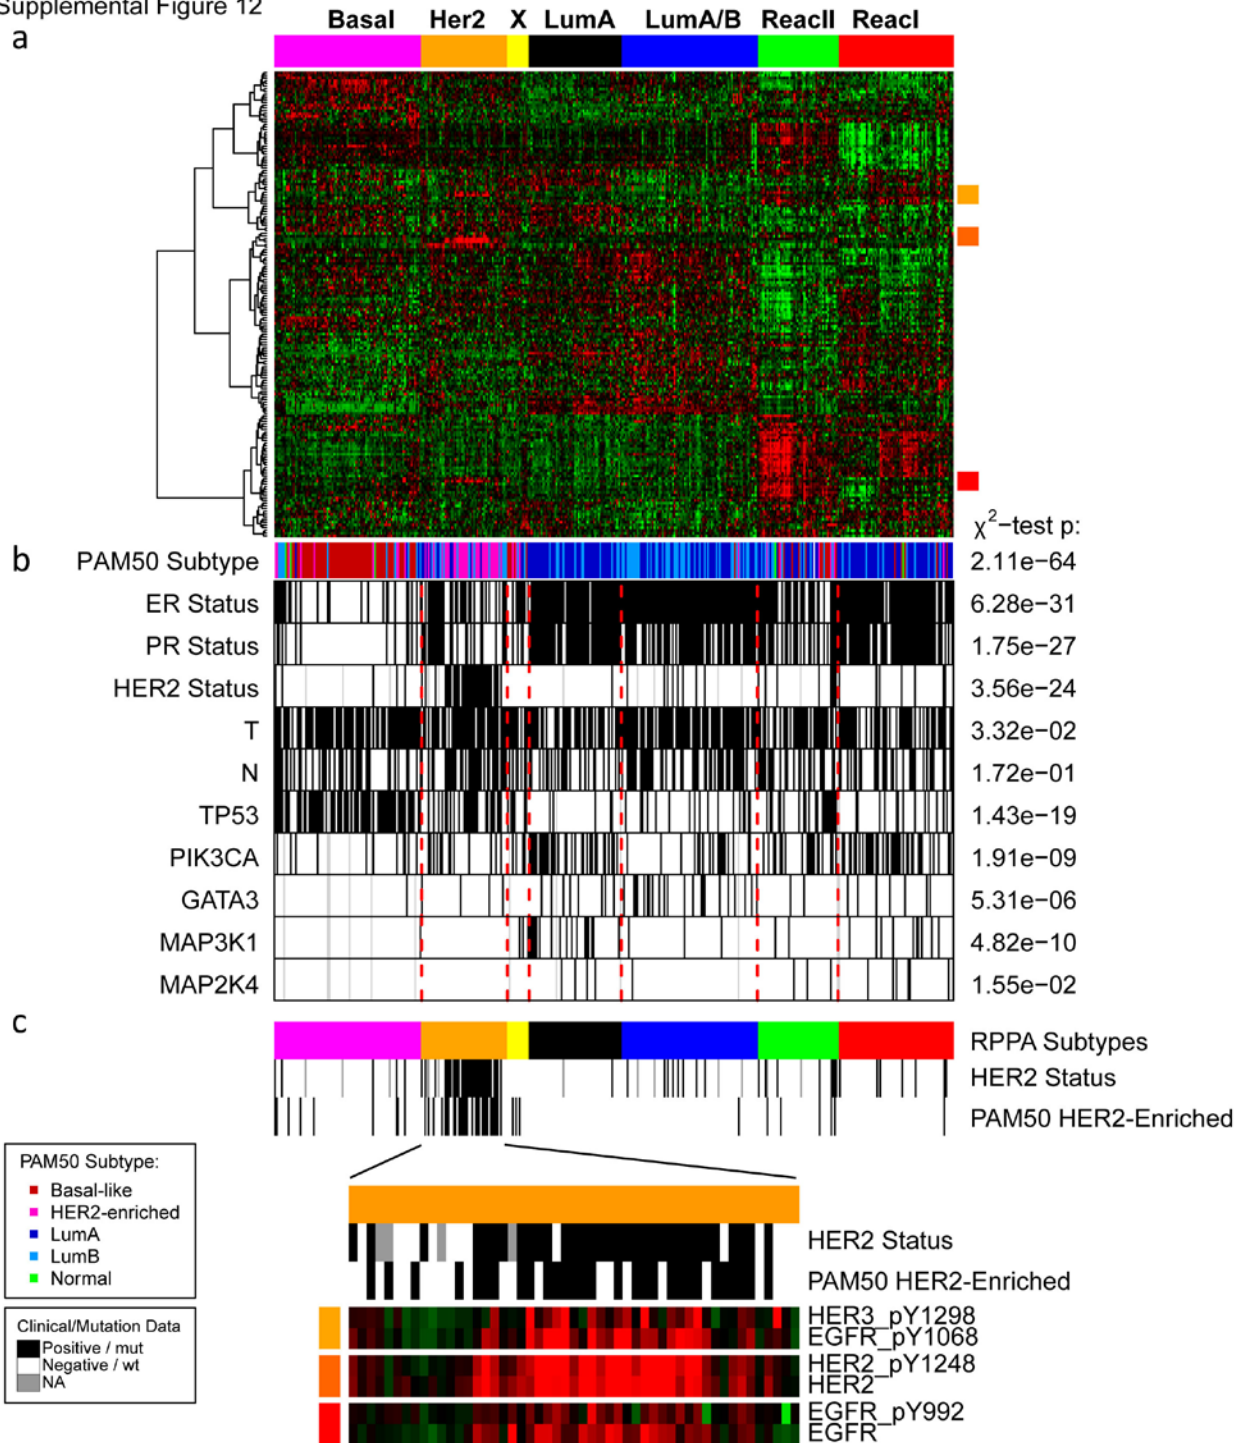 Supplemental Figure 12
a
Basal Her2 X LumA LumA/B ReacII ReacI
χ²−test p:
b
PAM50 Subtype 2.11e−64
ER Status 6.28e−31
PR Status 1.75e−27
HER2 Status 3.56e−24
T 3.32e−02
N 1.72e−01
TP53 1.43e−19
PIK3CA 1.91e−09
GATA3 5.31e−06
MAP3K1 4.82e−10
MAP2K4 1.55e−02
c
RPPA Subtypes
HER2 Status
PAM50 HER2-Enriched
PAM50 Subtype:
Basal-like
HER2-enriched
LumA
LumB
Normal
Clinical/Mutation Data
Positive / mut
Negative / wt
NA
HER2 Status
PAM50 HER2-Enriched
HER3_pY1298
EGFR_pY1068
HER2_pY1248
HER2
EGFR_pY992
EGFR